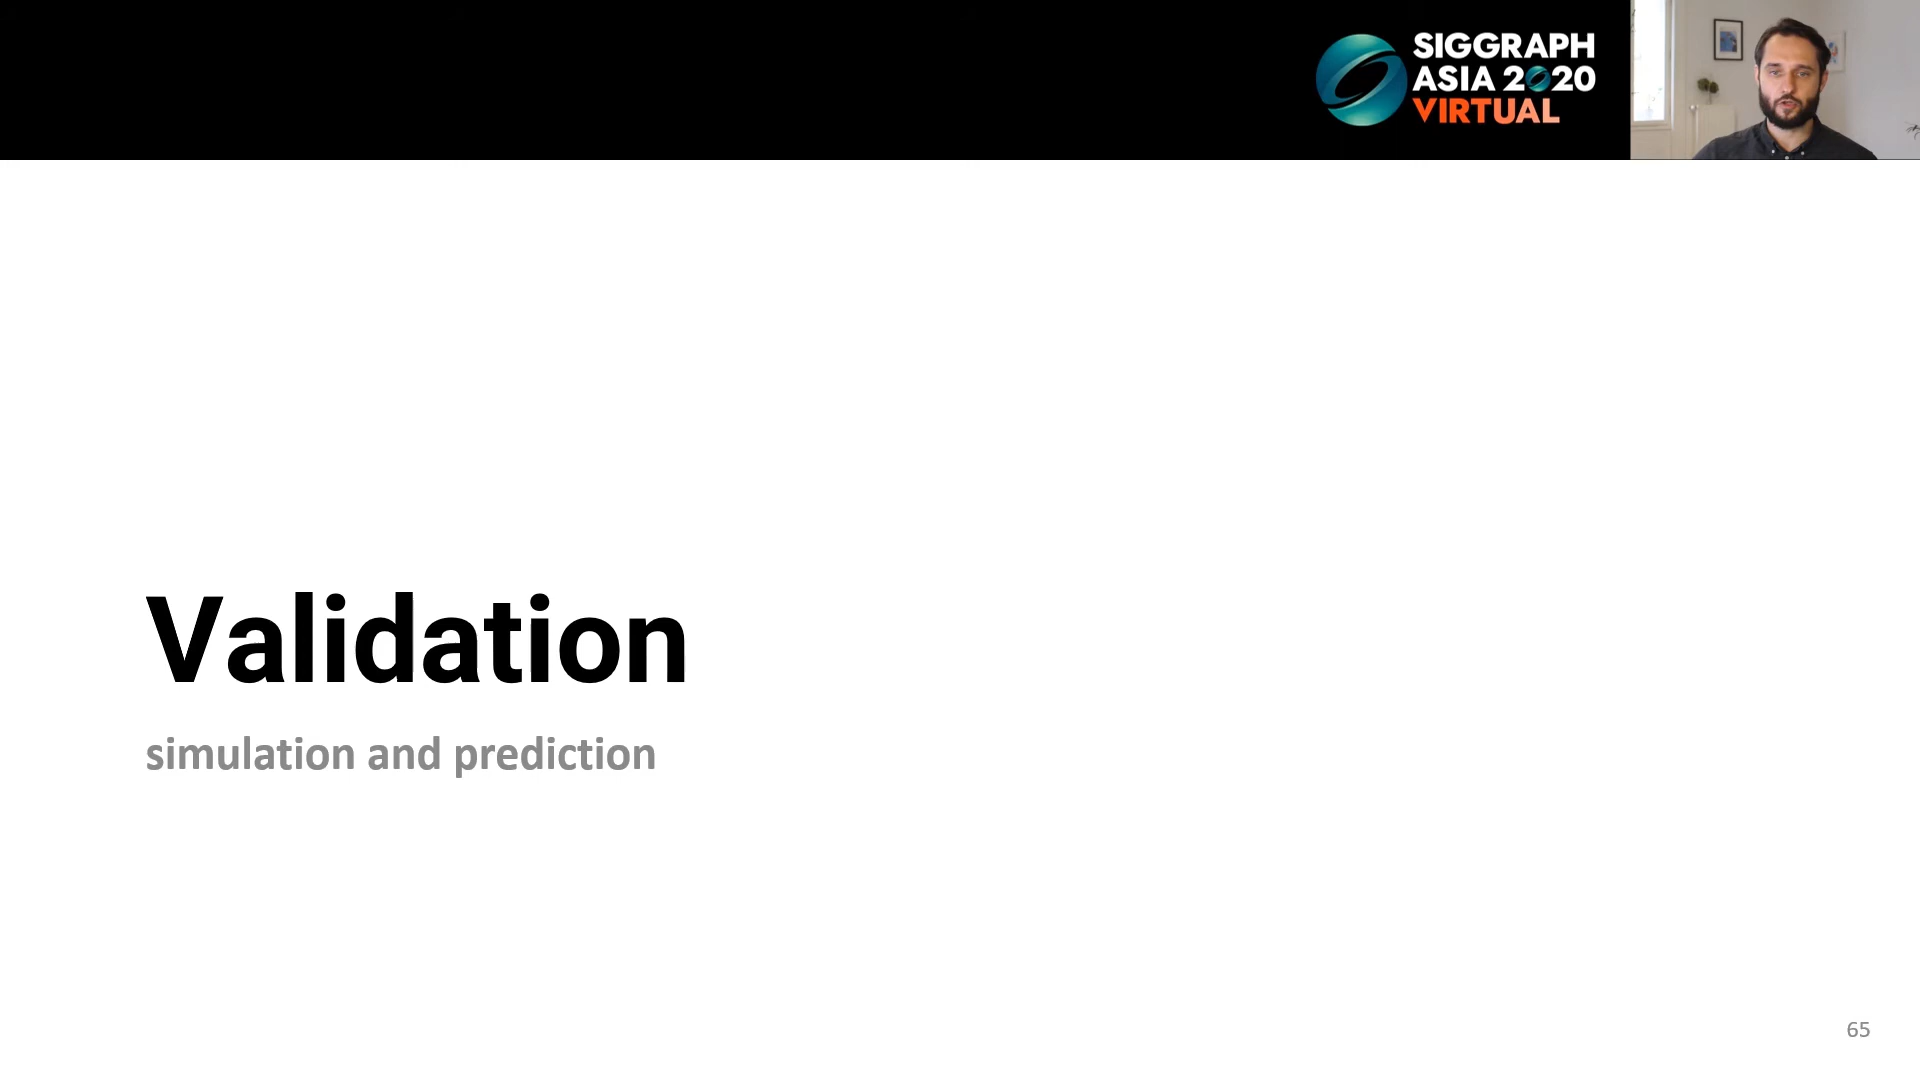 SIGGRAPH
ASIA 2020
VIRTUAL
Validation
simulation and prediction
65